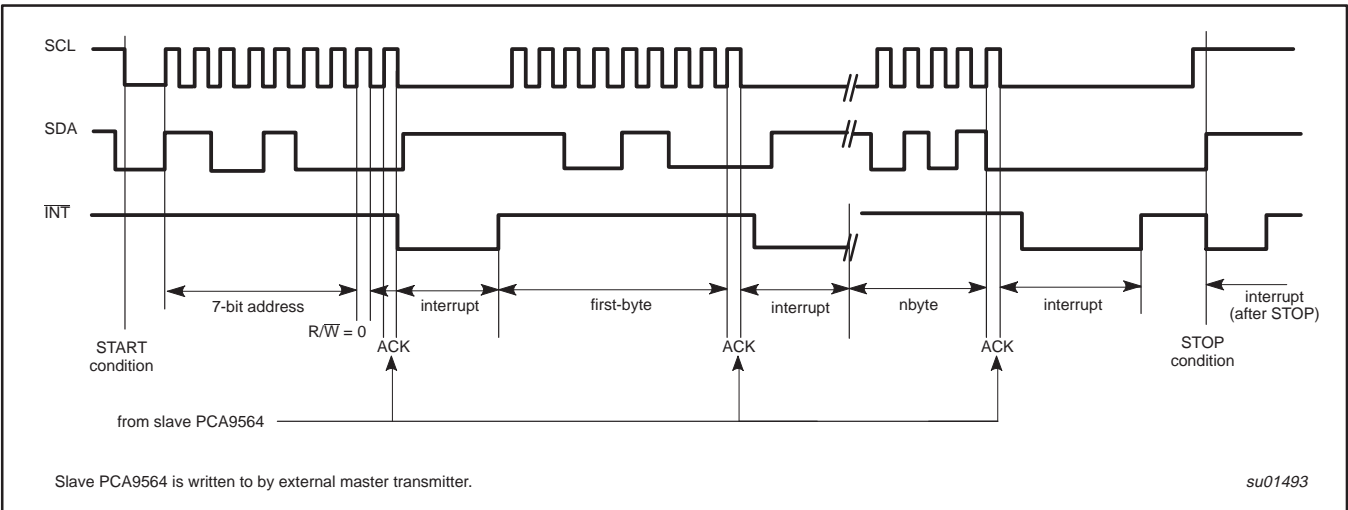 SCL
SDA
INT
7-bit address
interrupt
first-byte
interrupt
nbyte
interrupt
interrupt
(after STOP)
R/W = 0
START
condition
ACK
ACK
ACK
STOP
condition
from slave PCA9564
Slave PCA9564 is written to by external master transmitter.
su01493